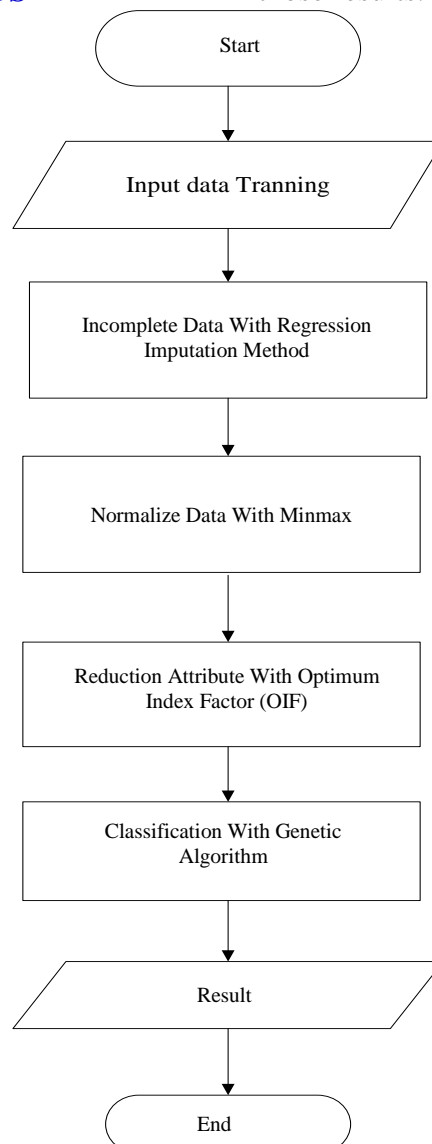 Start
Input data Tranning
Incomplete Data With Regression
Imputation Method
Normalize Data With Minmax
Reduction Attribute With Optimum
Index Factor (OIF)
Classification With Genetic
Algorithm
Result
End